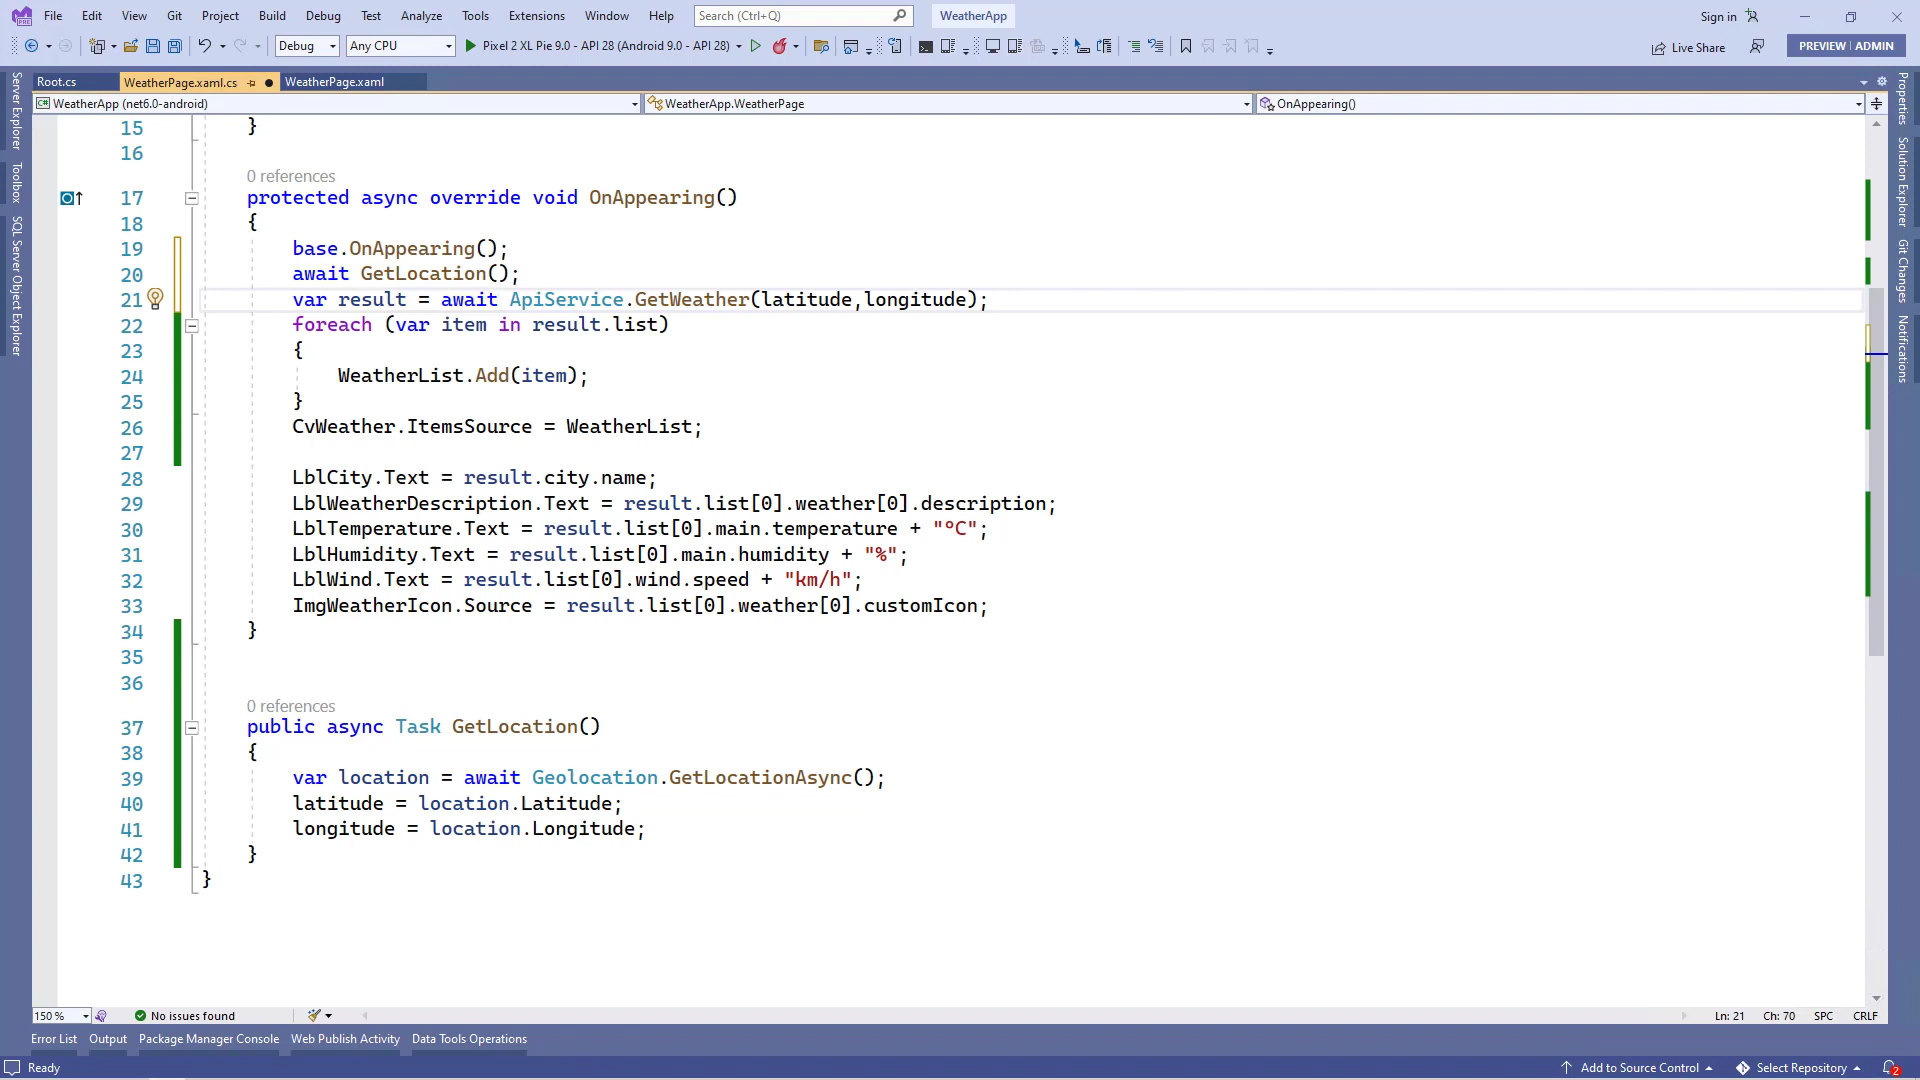 File Edit View Git Project Build Debug Test Analyze Tools Extensions Window Help Search (Ctrl+Q) WeatherApp Sign in
Debug Any CPU Pixel 2 XL Pie 9.0 - API 28 (Android 9.0 - API 28) Live Share PREVIEW ADMIN
Root.cs WeatherPage.xaml.cs WeatherPage.xaml
WeatherApp (net6.0-android) WeatherApp.WeatherPage OnAppearing()
Server Explorer
Toolbox
SQL Server Object Explorer
15 }
16
0 references
17 protected async override void OnAppearing()
18 {
19 base.OnAppearing();
20 await GetLocation();
21 var result = await ApiService.GetWeather(latitude,longitude);
22 foreach (var item in result.list)
23 {
24 WeatherList.Add(item);
25 }
26 CvWeather.ItemsSource = WeatherList;
27
28 LblCity.Text = result.city.name;
29 LblWeatherDescription.Text = result.list[0].weather[0].description;
30 LblTemperature.Text = result.list[0].main.temperature + "°C";
31 LblHumidity.Text = result.list[0].main.humidity + "%";
32 LblWind.Text = result.list[0].wind.speed + "km/h";
33 ImgWeatherIcon.Source = result.list[0].weather[0].customIcon;
34 }
35
36
0 references
37 public async Task GetLocation()
38 {
39 var location = await Geolocation.GetLocationAsync();
40 latitude = location.Latitude;
41 longitude = location.Longitude;
42 }
43 }
Properties
Solution Explorer
Git Changes
Notifications
150 % No issues found Ln: 21 Ch: 70 SPC CRLF
Error List Output Package Manager Console Web Publish Activity Data Tools Operations
Ready Add to Source Control Select Repository 2